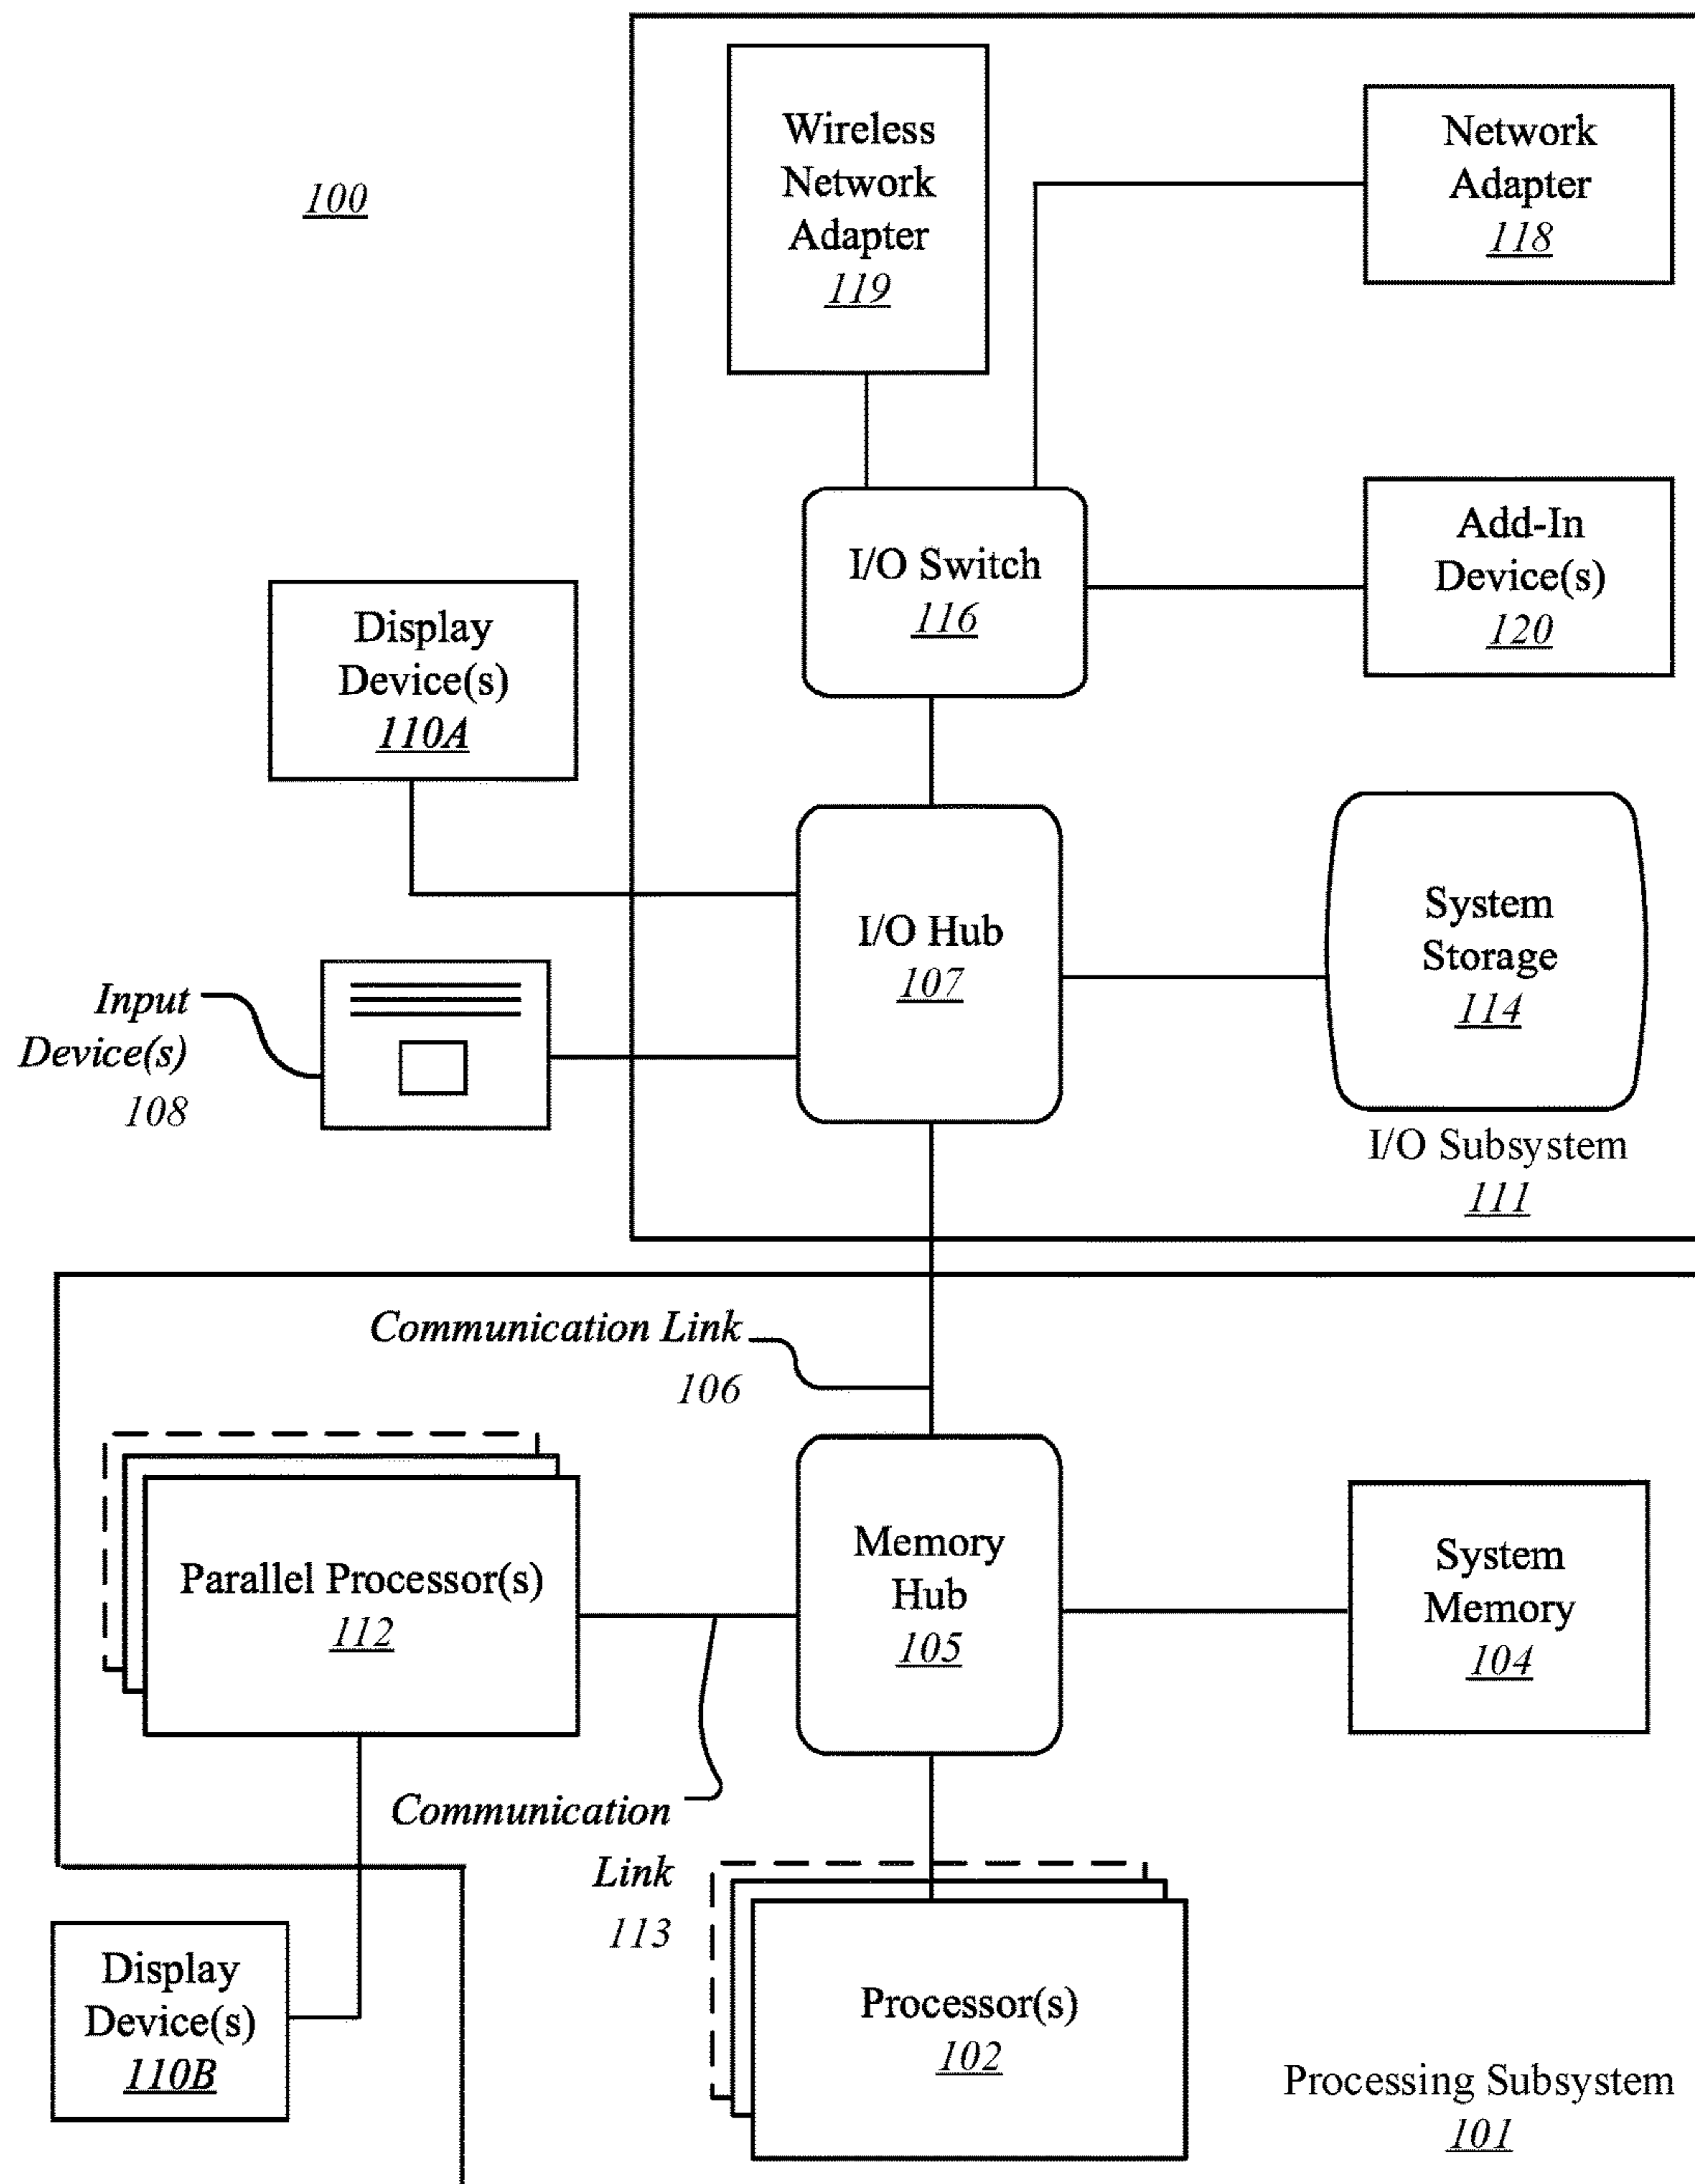 100
Wireless
Network
Adapter
119
Network
Adapter
118
I/O Switch
116
Add-In
Device(s)
120
Display
Device(s)
110A
I/O Hub
107
System
Storage
114
Input
Device(s)
108
I/O Subsystem
111
Communication Link
106
Parallel Processor(s)
112
Memory
Hub
105
System
Memory
104
Communication
Link
113
Display
Device(s)
110B
Processor(s)
102
Processing Subsystem
101